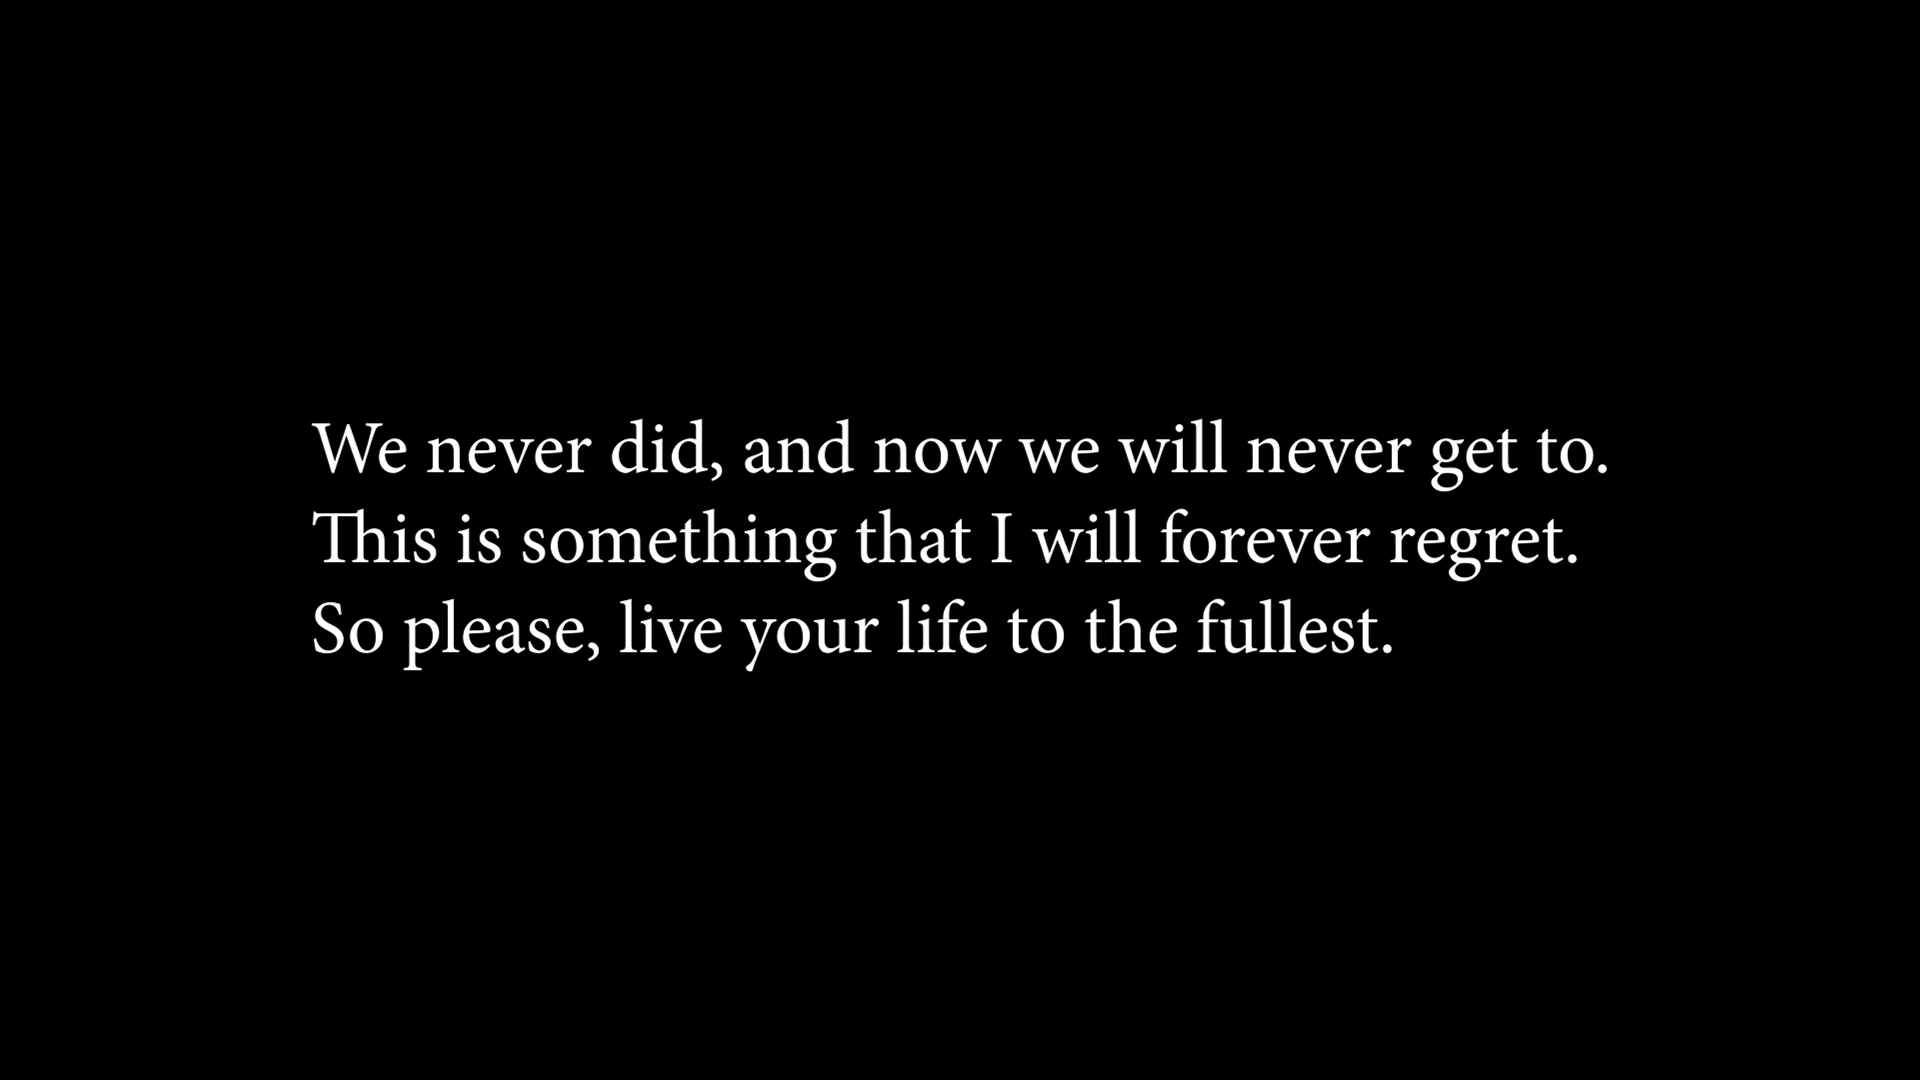 We never did, and now we will never get to.
This is something that I will forever regret.
So please, live your life to the fullest.